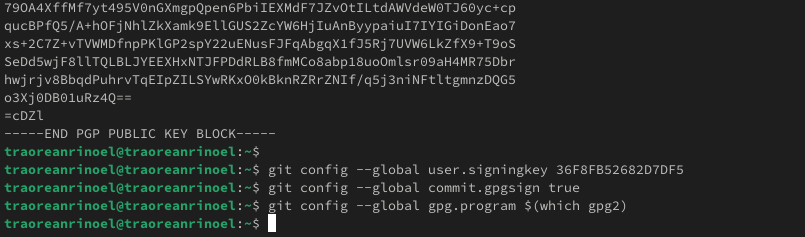 79OA4XffMf7yt495V0nGXmgpQpen6PbiIEXMdF7JZvOtILtdAWVdeW0TJ60yc+cp
qucBPfQ5/A+hOFjNhlZkXamk9EllGUS2ZcYW6HjIuAnByypaiuI7IYIGiDonEao7
xs+2C7Z+vTVWMDfnpPKlGP2spY22uENusFJFqAbgqX1fJ5Rj7UVW6LkZfX9+T9oS
SeDd5wjF8llTQLBLJYEEXHxNTJFPDdRLB8fmMCo8abp18uoOmlsr09aH4MR75Dbr
hwjrjv8BbqdPuhrvTqEIpZILSYwRKxO0kBknRZRrZNIf/q5j3niNFtltgmnzDQG5
o3Xj0DB01uRz4Q==
=cDZl
-----END PGP PUBLIC KEY BLOCK-----
traoreanrinoel@traoreanrinoel:~$
traoreanrinoel@traoreanrinoel:~$ git config --global user.signingkey 36F8FB52682D7DF5
traoreanrinoel@traoreanrinoel:~$ git config --global commit.gpgsign true
traoreanrinoel@traoreanrinoel:~$ git config --global gpg.program $(which gpg2)
traoreanrinoel@traoreanrinoel:~$